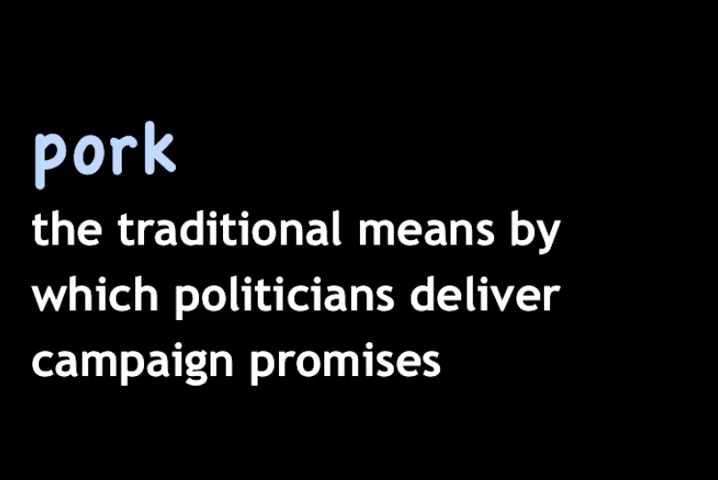 pork
the traditional means by
which politicians deliver
campaign promises